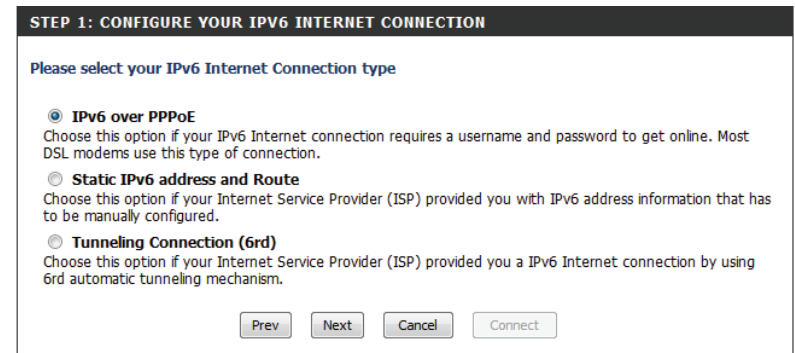 STEP 1: CONFIGURE YOUR IPV6 INTERNET CONNECTION
Please select your IPv6 Internet Connection type
IPv6 over PPPoE
Choose this option if your IPv6 Internet connection requires a username and password to get online. Most
DSL modems use this type of connection.
Static IPv6 address and Route
Choose this option if your Internet Service Provider (ISP) provided you with IPv6 address information that has
to be manually configured.
Tunneling Connection (6rd)
Choose this option if your Internet Service Provider (ISP) provided you a IPv6 Internet connection by using
6rd automatic tunneling mechanism.
Prev Next Cancel Connect